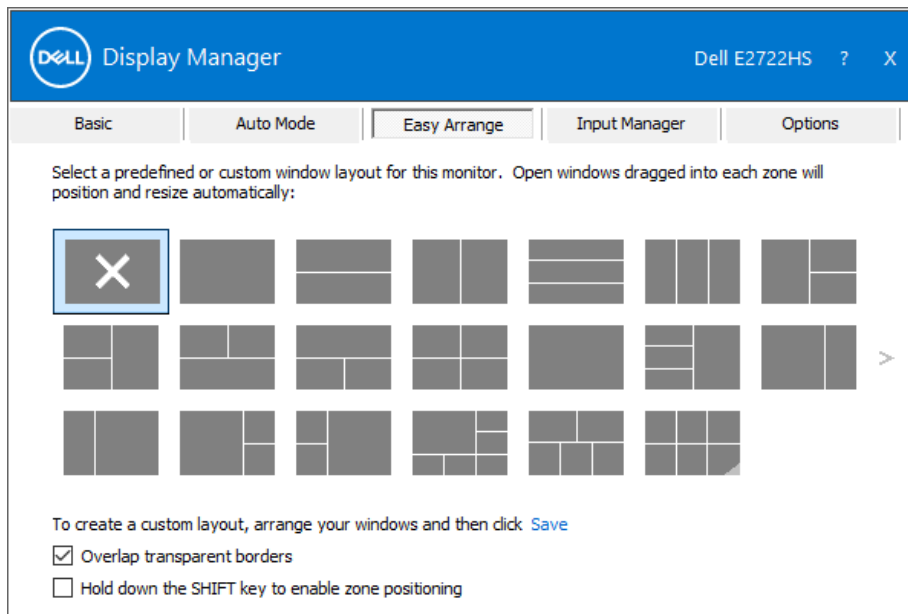 DELL Display Manager Dell E2722HS ? X
Basic Auto Mode Easy Arrange Input Manager Options
Select a predefined or custom window layout for this monitor. Open windows dragged into each zone will
position and resize automatically:
>
To create a custom layout, arrange your windows and then click Save
Overlap transparent borders
Hold down the SHIFT key to enable zone positioning